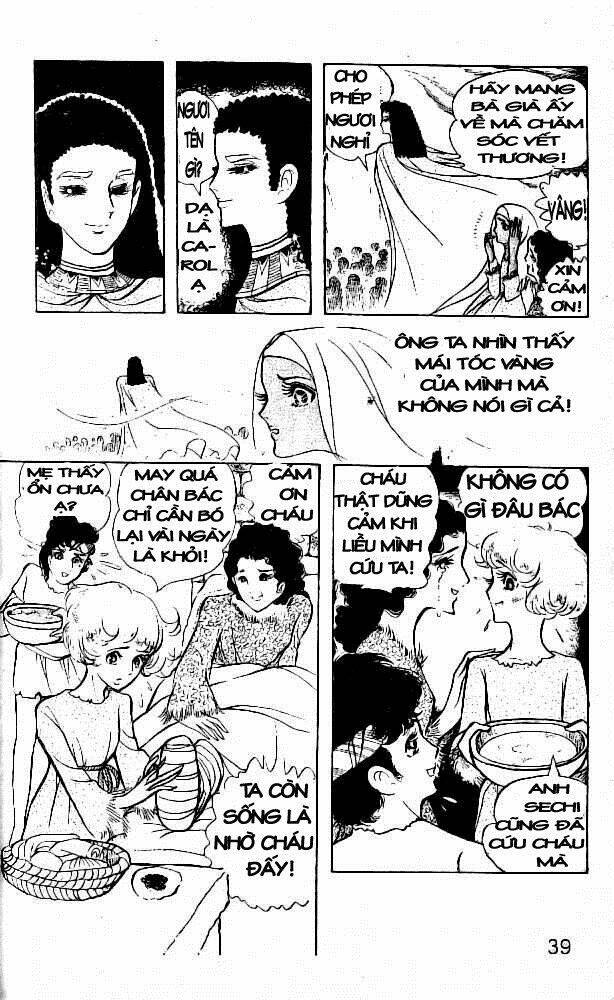 NGƯƠI
TÊN
GÌ?
DẠ
LÀ
CA-
ROL
Ạ
CHO
PHÉP
NGƯƠI
NGHỈ
HÃY MANG
BÀ GIÀ ẤY
VỀ MÀ CHĂM
SÓC VẾT
THƯƠNG!
VÂNG!
XIN
CẢM
ƠN!
ÔNG TA NHÌN THẤY
MÁI TÓC VÀNG
CỦA MÌNH MÀ
KHÔNG NÓI GÌ CẢ!
MẸ THẤY
ỔN CHƯA
Ạ?
MAY QUÁ
CHÂN BÁC
CHỈ CẦN BÓ
LẠI VÀI NGÀY
LÀ KHỎI!
CẢM
ƠN
CHÁU
TA CÒN
SỐNG LÀ
NHỜ CHÁU
ĐẤY!
CHÁU
THẬT DŨNG
CẢM KHI
LIỀU MÌNH
CỨU TA!
KHÔNG CÓ
GÌ ĐÂU BÁC
ANH
SECHI
CŨNG ĐÃ
CỨU CHÁU
MÀ
39